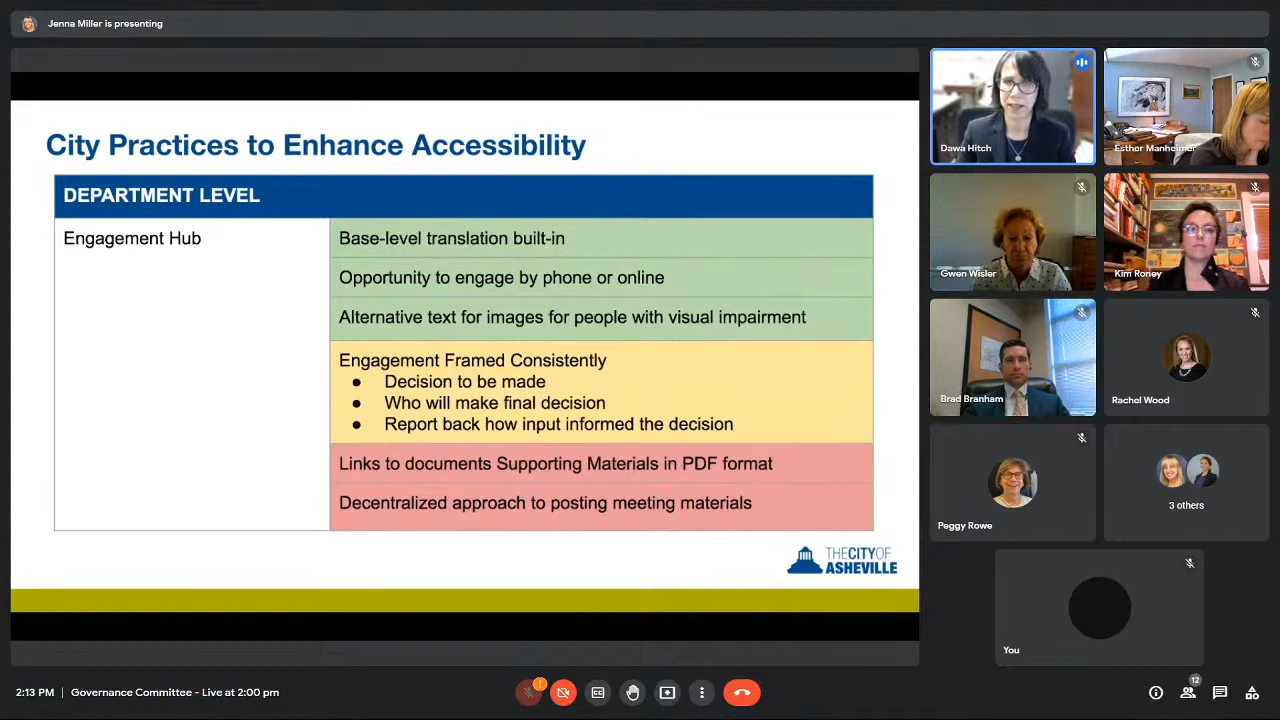 Jenna Miller is presenting
City Practices to Enhance Accessibility
DEPARTMENT LEVEL
Engagement Hub
Base-level translation built-in
Opportunity to engage by phone or online
Alternative text for images for people with visual impairment
Engagement Framed Consistently
● Decision to be made
● Who will make final decision
● Report back how input informed the decision
Links to documents Supporting Materials in PDF format
Decentralized approach to posting meeting materials
THE CITY OF
ASHEVILLE
Dawa Hitch
Esther Manheimer
Gwen Wisler
Kim Roney
Brad Branham
Rachel Wood
Peggy Rowe
3 others
You
2:13 PM | Governance Committee - Live at 2:00 pm
12